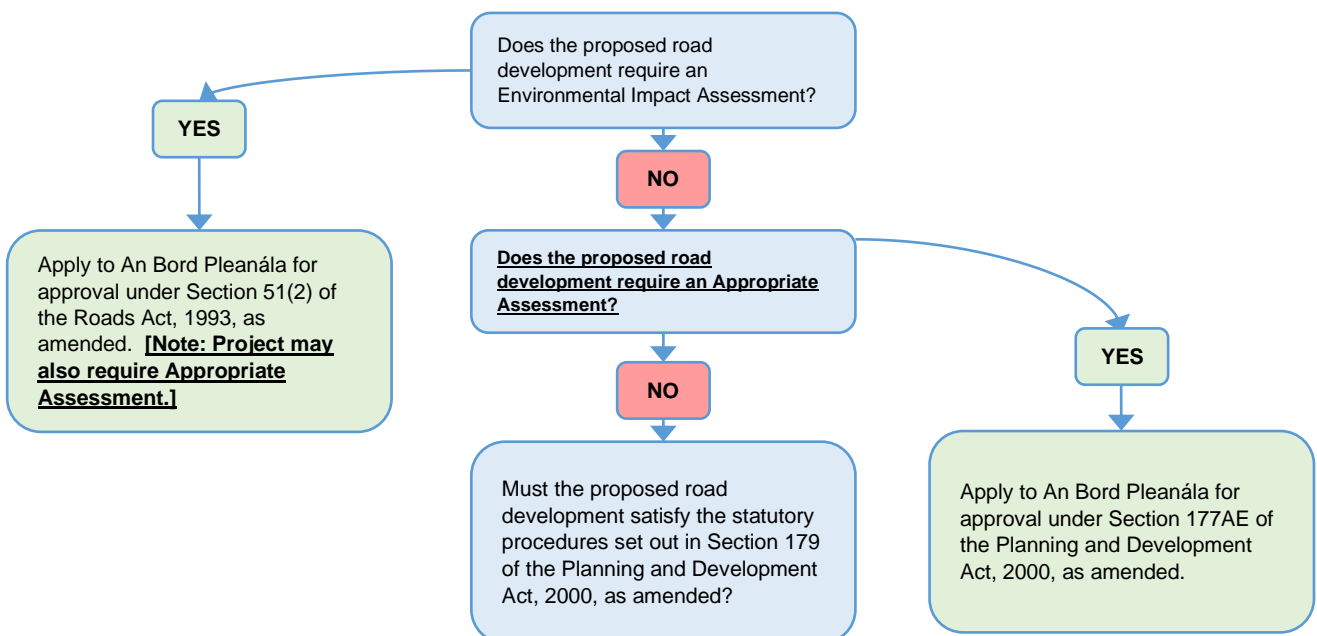 Does the proposed road
development require an
Environmental Impact Assessment?
YES
NO
Apply to An Bord Pleanála for
approval under Section 51(2) of
the Roads Act, 1993, as
amended.  [Note: Project may
also require Appropriate
Assessment.]
Does the proposed road
development require an Appropriate
Assessment?
YES
NO
Must the proposed road
development satisfy the statutory
procedures set out in Section 179
of the Planning and Development
Act, 2000, as amended?
Apply to An Bord Pleanála for
approval under Section 177AE of
the Planning and Development
Act, 2000, as amended.